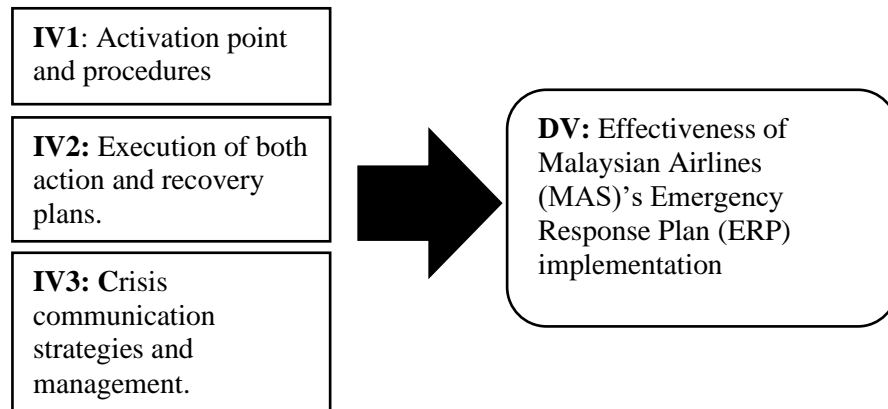 IV1: Activation point
and procedures
IV2: Execution of both
action and recovery
plans.
IV3: Crisis
communication
strategies and
management.
DV: Effectiveness of
Malaysian Airlines
(MAS)’s Emergency
Response Plan (ERP)
implementation